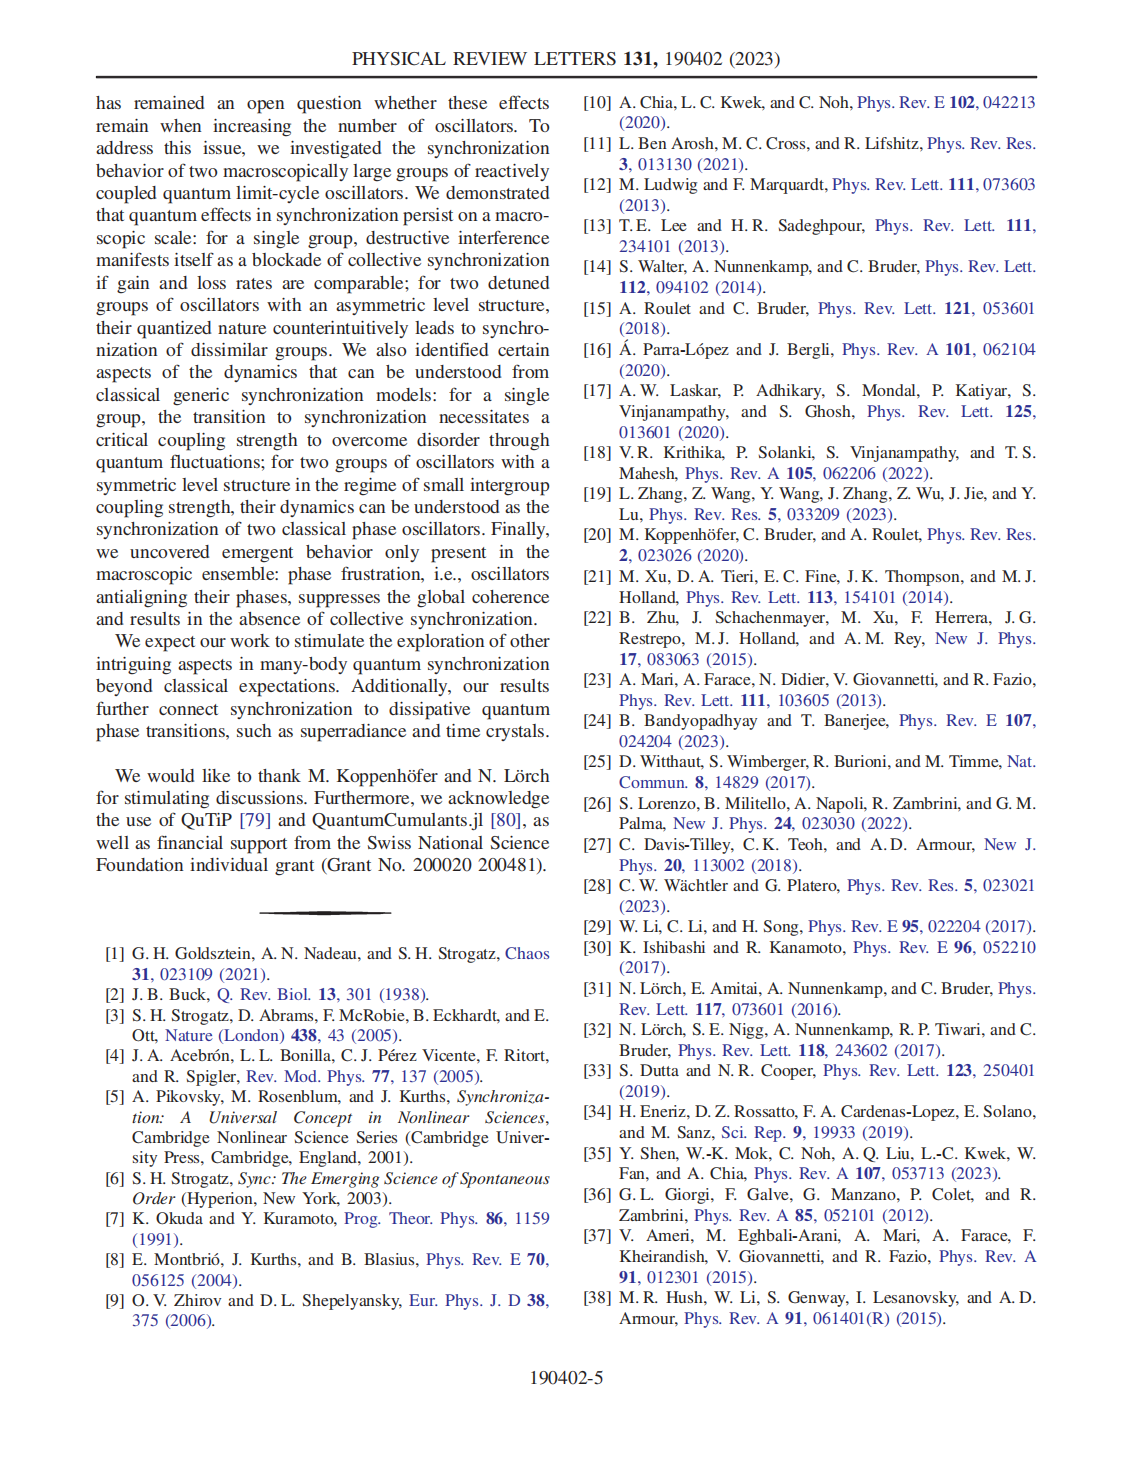 PHYSICAL REVIEW LETTERS 131, 190402 (2023)
has remained an open question whether these effects
remain when increasing the number of oscillators. To
address this issue, we investigated the synchronization
behavior of two macroscopically large groups of reactively
coupled quantum limit-cycle oscillators. We demonstrated
that quantum effects in synchronization persist on a macro-
scopic scale: for a single group, destructive interference
manifests itself as a blockade of collective synchronization
if gain and loss rates are comparable; for two detuned
groups of oscillators with an asymmetric level structure,
their quantized nature counterintuitively leads to synchro-
nization of dissimilar groups. We also identified certain
aspects of the dynamics that can be understood from
classical generic synchronization models: for a single
group, the transition to synchronization necessitates a
critical coupling strength to overcome disorder through
quantum fluctuations; for two groups of oscillators with a
symmetric level structure in the regime of small intergroup
coupling strength, their dynamics can be understood as the
synchronization of two classical phase oscillators. Finally,
we uncovered emergent behavior only present in the
macroscopic ensemble: phase frustration, i.e., oscillators
antialigning their phases, suppresses the global coherence
and results in the absence of collective synchronization.
We expect our work to stimulate the exploration of other
intriguing aspects in many-body quantum synchronization
beyond classical expectations. Additionally, our results
further connect synchronization to dissipative quantum
phase transitions, such as superradiance and time crystals.
We would like to thank M. Koppenhöfer and N. Lörch
for stimulating discussions. Furthermore, we acknowledge
the use of QuTiP [79] and QuantumCumulants.jl [80], as
well as financial support from the Swiss National Science
Foundation individual grant (Grant No. 200020 200481).
[1] G. H. Goldsztein, A. N. Nadeau, and S. H. Strogatz, Chaos
31, 023109 (2021).
[2] J. B. Buck, Q. Rev. Biol. 13, 301 (1938).
[3] S. H. Strogatz, D. Abrams, F. McRobie, B. Eckhardt, and E.
Ott, Nature (London) 438, 43 (2005).
[4] J. A. Acebrón, L. L. Bonilla, C. J. Pérez Vicente, F. Ritort,
and R. Spigler, Rev. Mod. Phys. 77, 137 (2005).
[5] A. Pikovsky, M. Rosenblum, and J. Kurths, Synchroniza-
tion: A Universal Concept in Nonlinear Sciences,
Cambridge Nonlinear Science Series (Cambridge Univer-
sity Press, Cambridge, England, 2001).
[6] S. H. Strogatz, Sync: The Emerging Science of Spontaneous
Order (Hyperion, New York, 2003).
[7] K. Okuda and Y. Kuramoto, Prog. Theor. Phys. 86, 1159
(1991).
[8] E. Montbrió, J. Kurths, and B. Blasius, Phys. Rev. E 70,
056125 (2004).
[9] O. V. Zhirov and D. L. Shepelyansky, Eur. Phys. J. D 38,
375 (2006).
[10] A. Chia, L. C. Kwek, and C. Noh, Phys. Rev. E 102, 042213
(2020).
[11] L. Ben Arosh, M. C. Cross, and R. Lifshitz, Phys. Rev. Res.
3, 013130 (2021).
[12] M. Ludwig and F. Marquardt, Phys. Rev. Lett. 111, 073603
(2013).
[13] T. E. Lee and H. R. Sadeghpour, Phys. Rev. Lett. 111,
234101 (2013).
[14] S. Walter, A. Nunnenkamp, and C. Bruder, Phys. Rev. Lett.
112, 094102 (2014).
[15] A. Roulet and C. Bruder, Phys. Rev. Lett. 121, 053601
(2018).
[16] Á. Parra-López and J. Bergli, Phys. Rev. A 101, 062104
(2020).
[17] A. W. Laskar, P. Adhikary, S. Mondal, P. Katiyar, S.
Vinjanampathy, and S. Ghosh, Phys. Rev. Lett. 125,
013601 (2020).
[18] V. R. Krithika, P. Solanki, S. Vinjanampathy, and T. S.
Mahesh, Phys. Rev. A 105, 062206 (2022).
[19] L. Zhang, Z. Wang, Y. Wang, J. Zhang, Z. Wu, J. Jie, and Y.
Lu, Phys. Rev. Res. 5, 033209 (2023).
[20] M. Koppenhöfer, C. Bruder, and A. Roulet, Phys. Rev. Res.
2, 023026 (2020).
[21] M. Xu, D. A. Tieri, E. C. Fine, J. K. Thompson, and M. J.
Holland, Phys. Rev. Lett. 113, 154101 (2014).
[22] B. Zhu, J. Schachenmayer, M. Xu, F. Herrera, J. G.
Restrepo, M. J. Holland, and A. M. Rey, New J. Phys.
17, 083063 (2015).
[23] A. Mari, A. Farace, N. Didier, V. Giovannetti, and R. Fazio,
Phys. Rev. Lett. 111, 103605 (2013).
[24] B. Bandyopadhyay and T. Banerjee, Phys. Rev. E 107,
024204 (2023).
[25] D. Witthaut, S. Wimberger, R. Burioni, and M. Timme, Nat.
Commun. 8, 14829 (2017).
[26] S. Lorenzo, B. Militello, A. Napoli, R. Zambrini, and G. M.
Palma, New J. Phys. 24, 023030 (2022).
[27] C. Davis-Tilley, C. K. Teoh, and A. D. Armour, New J.
Phys. 20, 113002 (2018).
[28] C. W. Wächtler and G. Platero, Phys. Rev. Res. 5, 023021
(2023).
[29] W. Li, C. Li, and H. Song, Phys. Rev. E 95, 022204 (2017).
[30] K. Ishibashi and R. Kanamoto, Phys. Rev. E 96, 052210
(2017).
[31] N. Lörch, E. Amitai, A. Nunnenkamp, and C. Bruder, Phys.
Rev. Lett. 117, 073601 (2016).
[32] N. Lörch, S. E. Nigg, A. Nunnenkamp, R. P. Tiwari, and C.
Bruder, Phys. Rev. Lett. 118, 243602 (2017).
[33] S. Dutta and N. R. Cooper, Phys. Rev. Lett. 123, 250401
(2019).
[34] H. Eneriz, D. Z. Rossatto, F. A. Cardenas-Lopez, E. Solano,
and M. Sanz, Sci. Rep. 9, 19933 (2019).
[35] Y. Shen, W.-K. Mok, C. Noh, A. Q. Liu, L.-C. Kwek, W.
Fan, and A. Chia, Phys. Rev. A 107, 053713 (2023).
[36] G. L. Giorgi, F. Galve, G. Manzano, P. Colet, and R.
Zambrini, Phys. Rev. A 85, 052101 (2012).
[37] V. Ameri, M. Eghbali-Arani, A. Mari, A. Farace, F.
Kheirandish, V. Giovannetti, and R. Fazio, Phys. Rev. A
91, 012301 (2015).
[38] M. R. Hush, W. Li, S. Genway, I. Lesanovsky, and A. D.
Armour, Phys. Rev. A 91, 061401(R) (2015).
190402-5